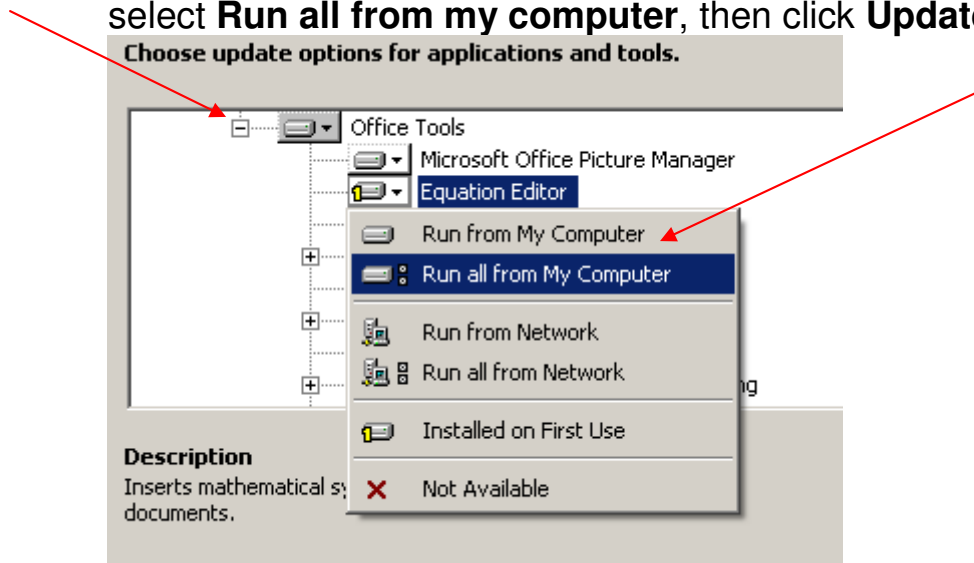 select Run all from my computer, then click Update
Choose update options for applications and tools.
Office Tools
Microsoft Office Picture Manager
Equation Editor
Run from My Computer
Run all from My Computer
Run from Network
Run all from Network
Installed on First Use
Not Available
Description
Inserts mathematical
documents.